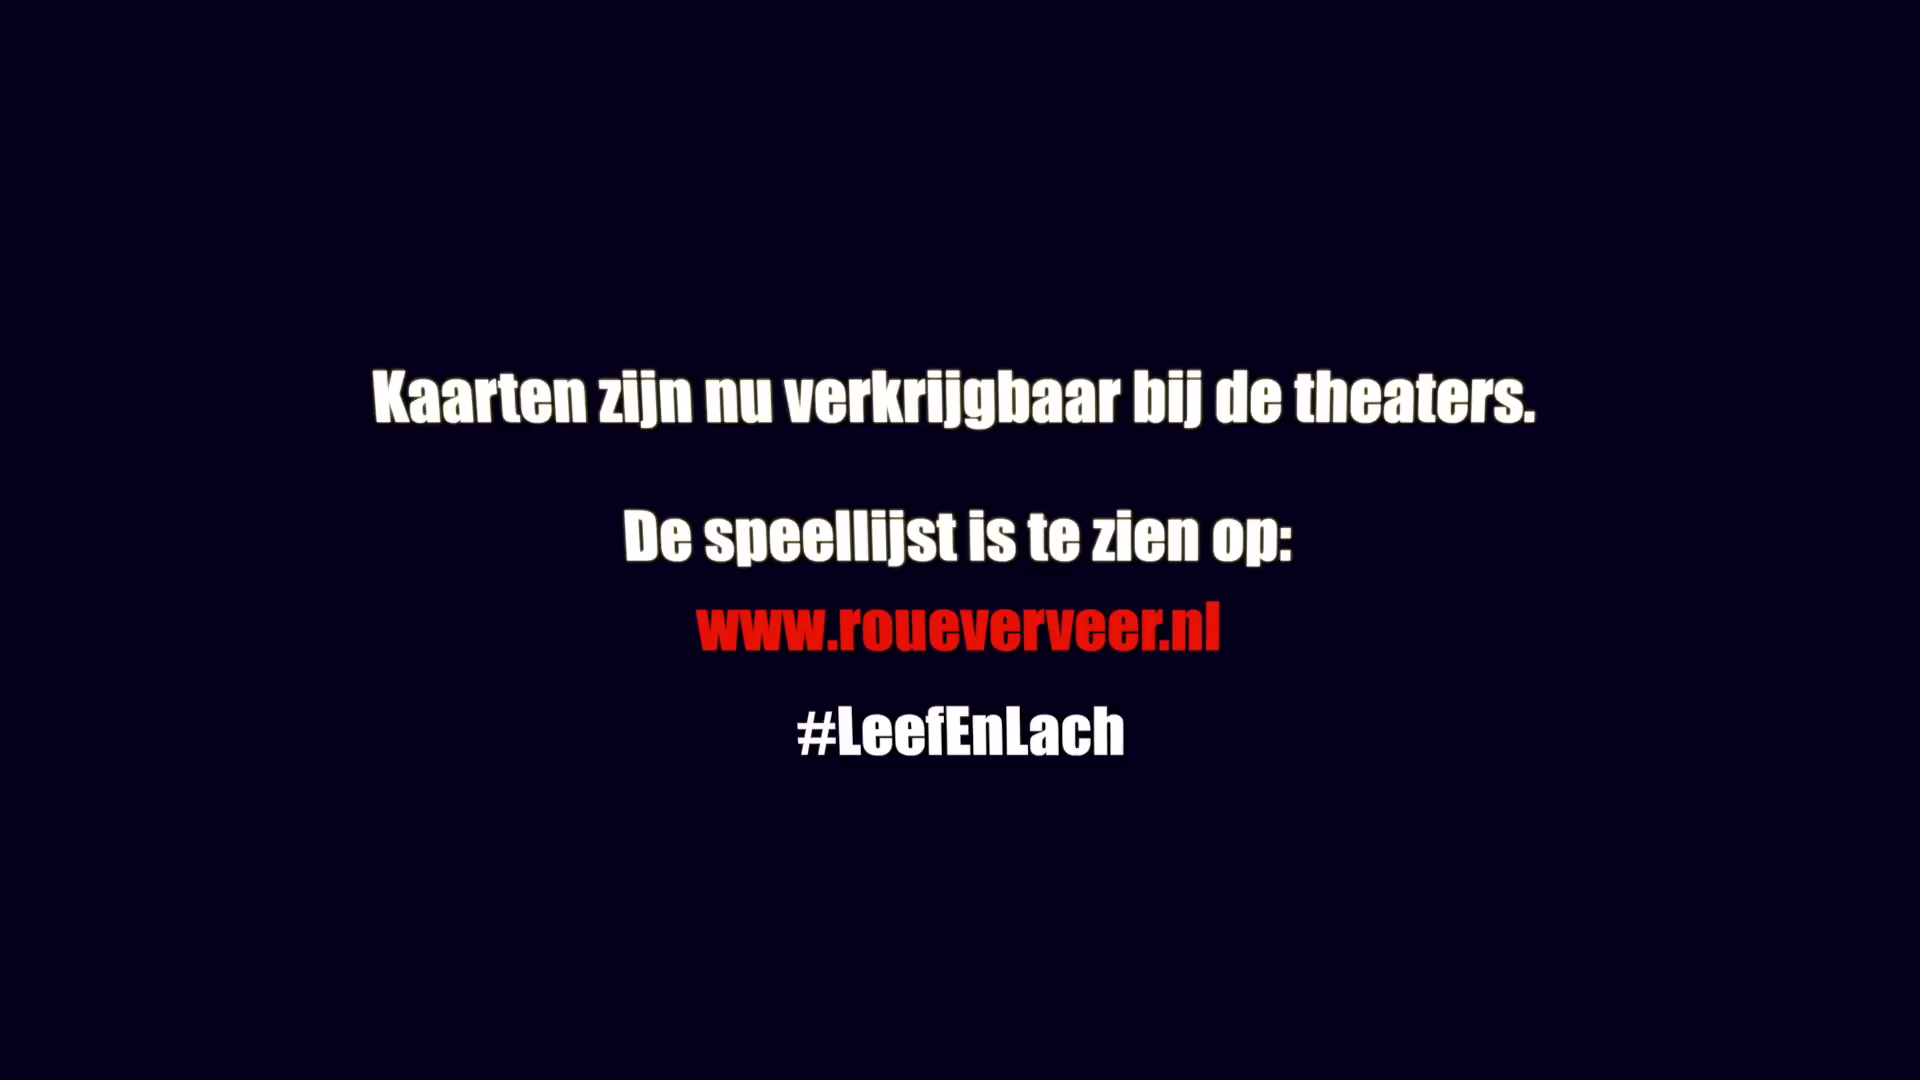 Kaarten zijn nu verkrijgbaar bij de theaters.
De speellijst is te zien op:
www.roueverveer.nl
#LeefEnLach